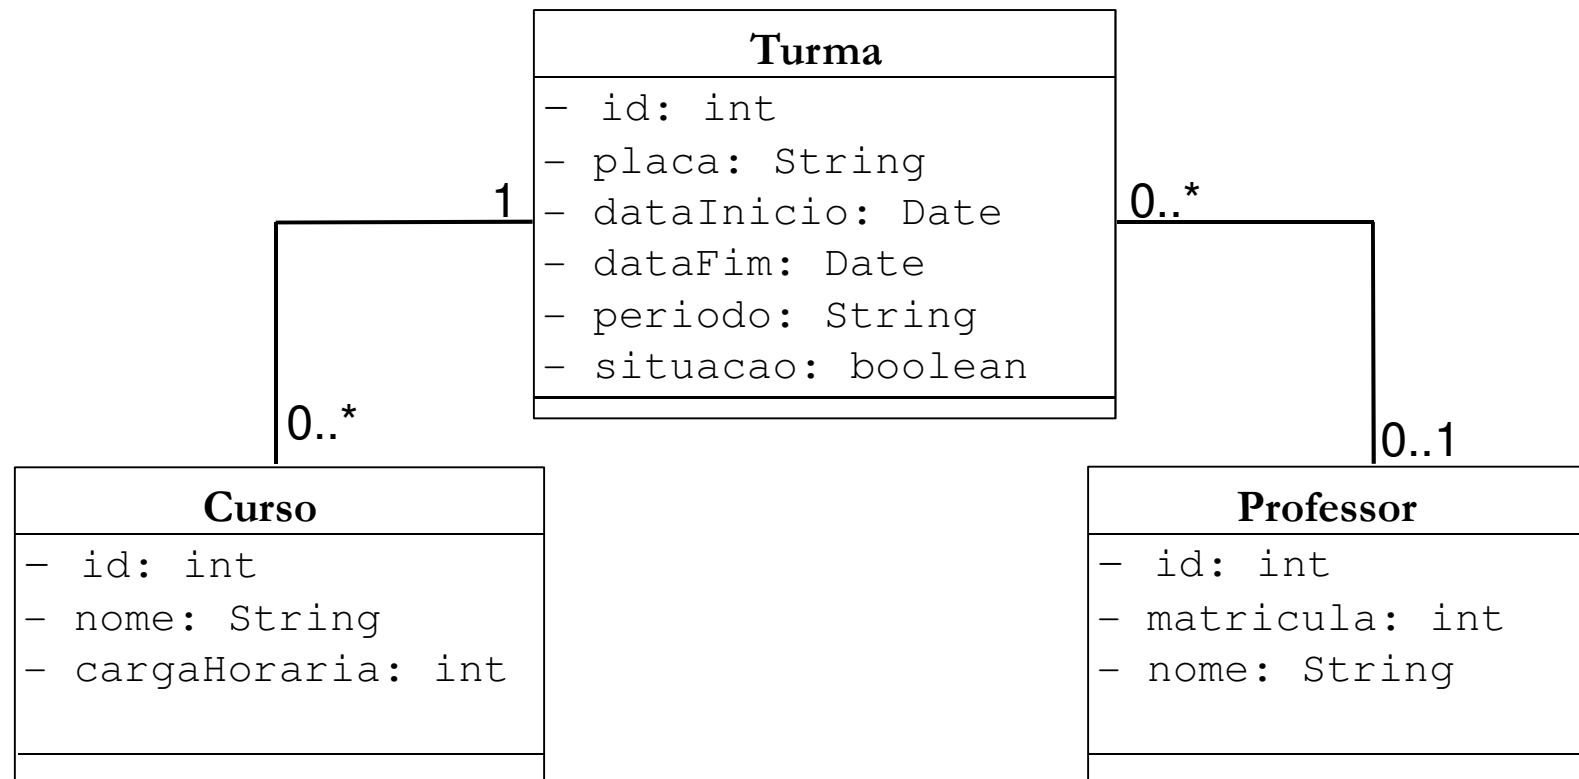 Turma
– id: int
– placa: String
– dataInicio: Date
– dataFim: Date
– periodo: String
– situacao: boolean
1
0..*
0..*
0..1
Curso
– id: int
– nome: String
– cargaHoraria: int
Professor
– id: int
– matricula: int
– nome: String